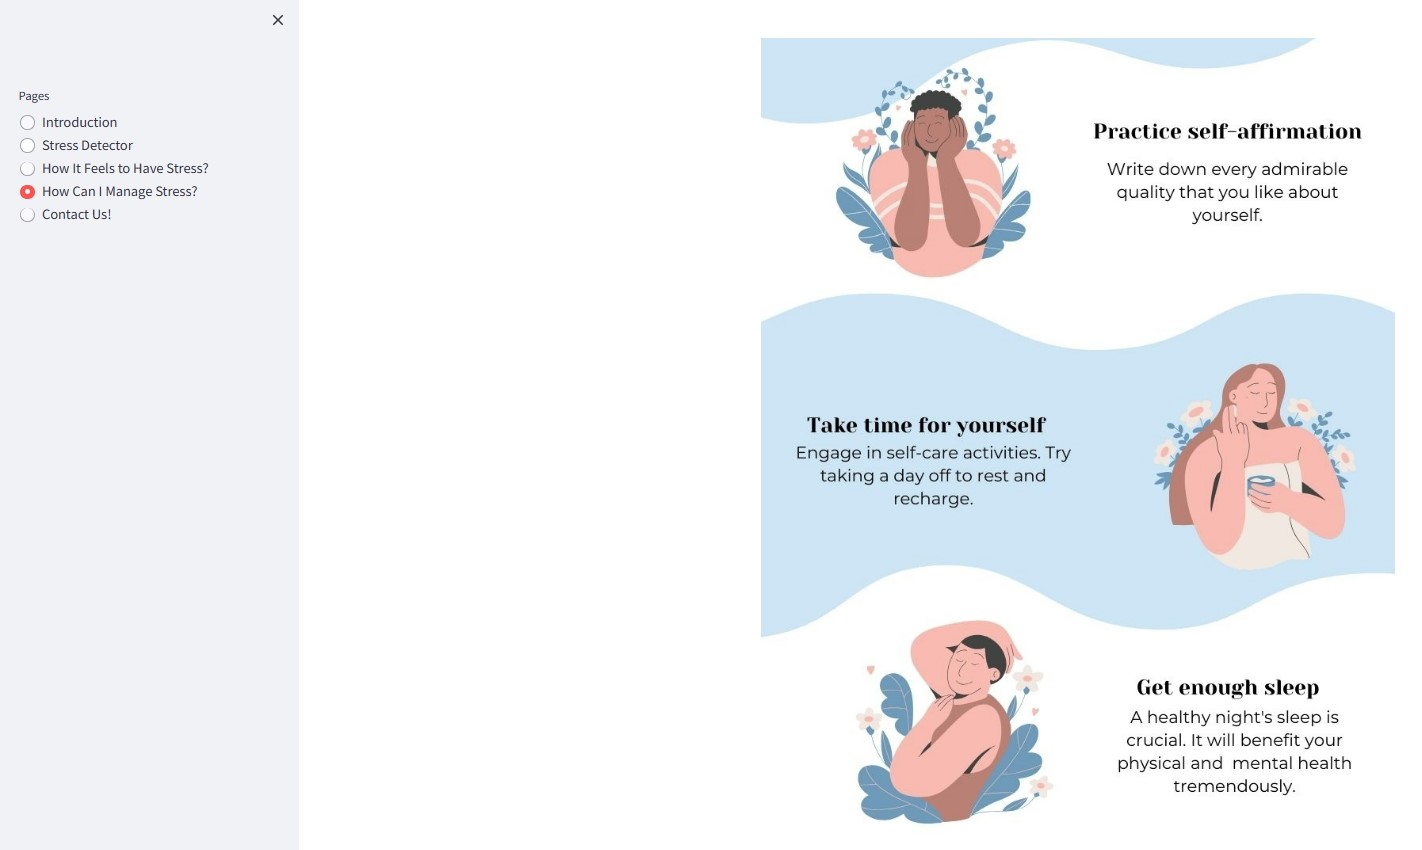 Pages
Introduction
Stress Detector
How It Feels to Have Stress?
How Can I Manage Stress?
Contact Us!
Practice self-affirmation
Write down every admirable
quality that you like about
yourself.
Take time for yourself
Engage in self-care activities. Try
taking a day off to rest and
recharge.
Get enough sleep
A healthy night's sleep is
crucial. It will benefit your
physical and  mental health
tremendously.